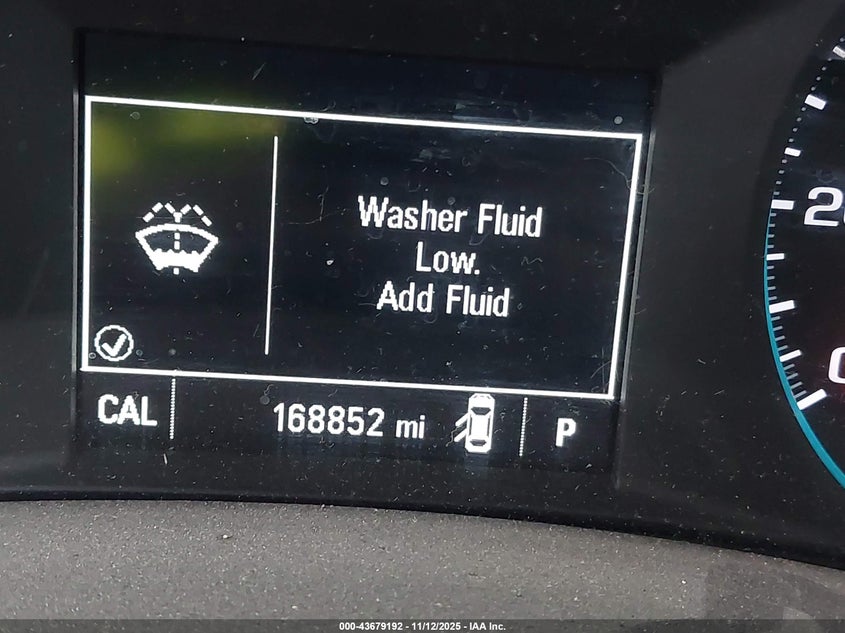 Washer Fluid
Low.
Add Fluid
CAL 168852 mi P
000-43679192 - 11/12/2025 - IAA Inc.